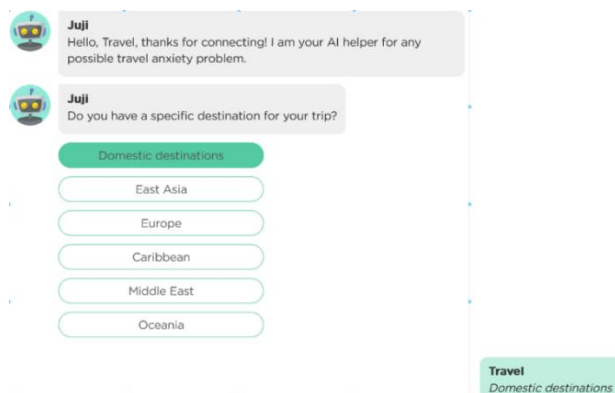 Juji
Hello, Travel, thanks for connecting! I am your AI helper for any
possible travel anxiety problem.
Juji
Do you have a specific destination for your trip?
Domestic destinations
East Asia
Europe
Caribbean
Middle East
Oceania
Travel
Domestic destinations